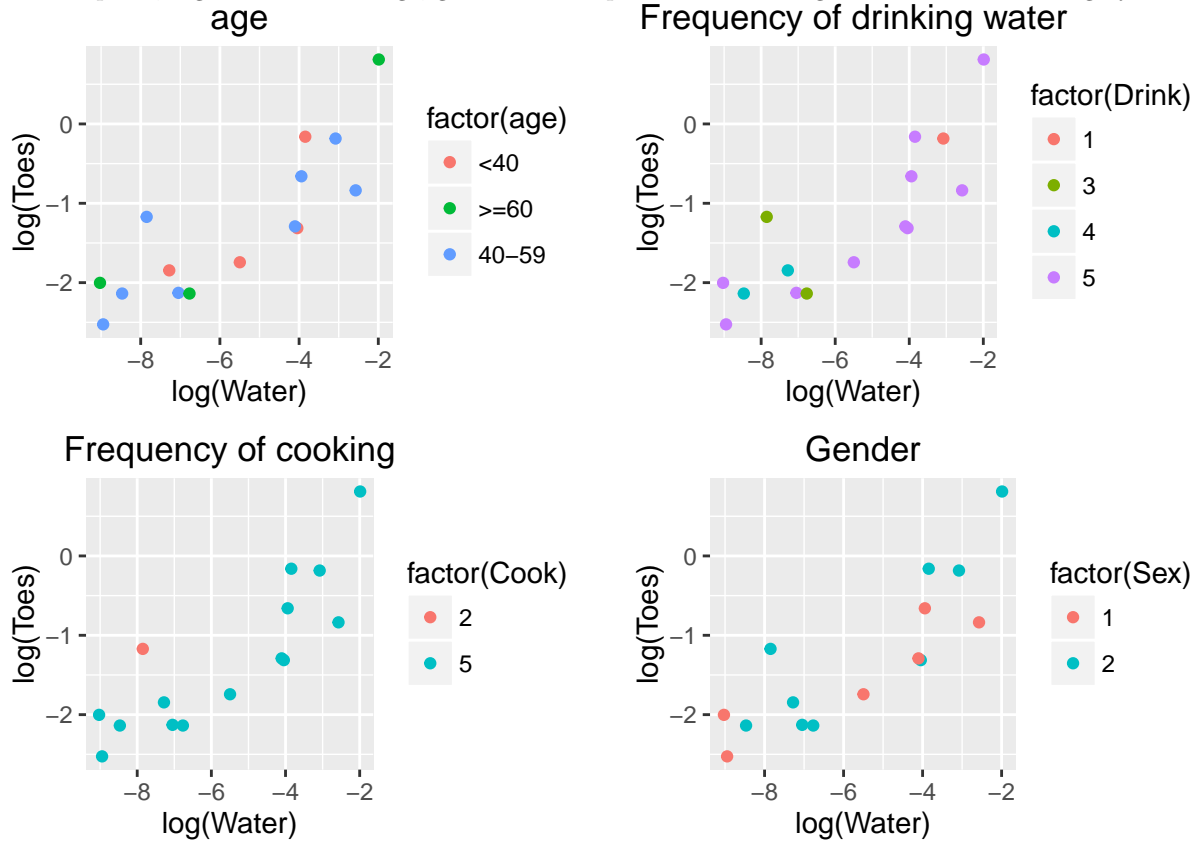 age
0
−1
−2
−8
−6
−4
−2
log(Toes)
log(Water)
factor(age)
<40
>=60
40−59
Frequency of drinking water
0
−1
−2
−8
−6
−4
−2
log(Toes)
log(Water)
factor(Drink)
1
3
4
5
Frequency of cooking
0
−1
−2
−8
−6
−4
−2
log(Toes)
log(Water)
factor(Cook)
2
5
Gender
0
−1
−2
−8
−6
−4
−2
log(Toes)
log(Water)
factor(Sex)
1
2